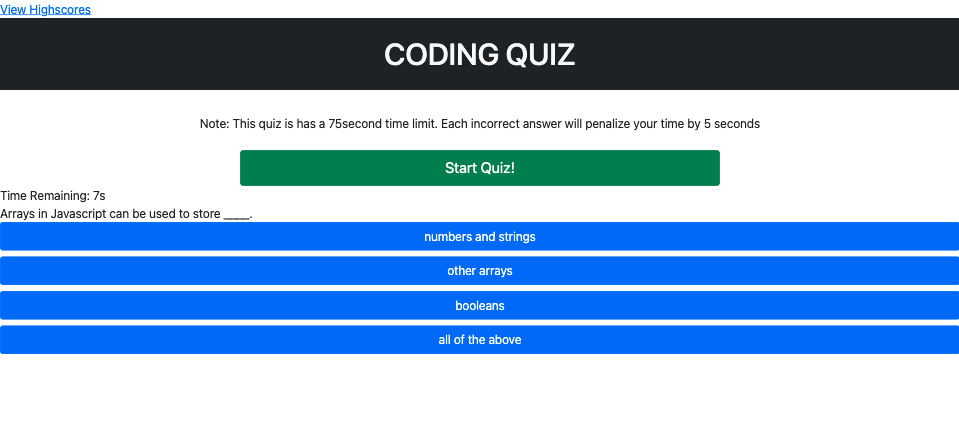 View Highscores
CODING QUIZ
Note: This quiz is has a 75second time limit. Each incorrect answer will penalize your time by 5 seconds
Start Quiz!
Time Remaining: 7s
Arrays in Javascript can be used to store ____.
numbers and strings
other arrays
booleans
all of the above